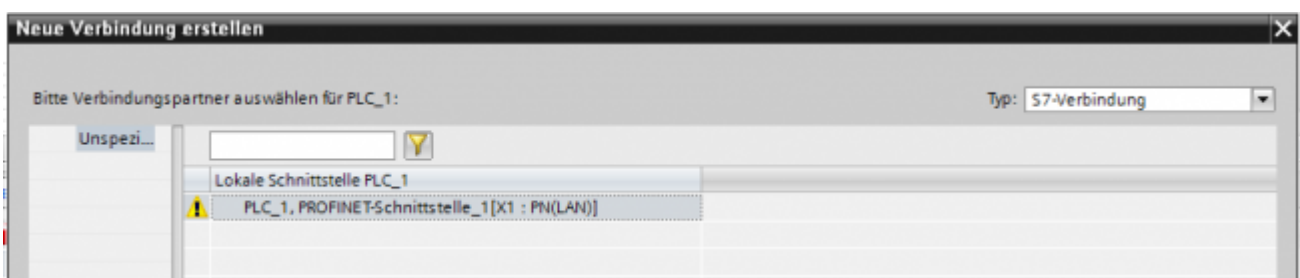 Neue Verbindung erstellen
Bitte Verbindungspartner auswählen für PLC_1:
Typ: S7-Verbindung
Unspezi...
Lokale Schnittstelle PLC_1
PLC_1, PROFINET-Schnittstelle_1[X1 : PN(LAN)]